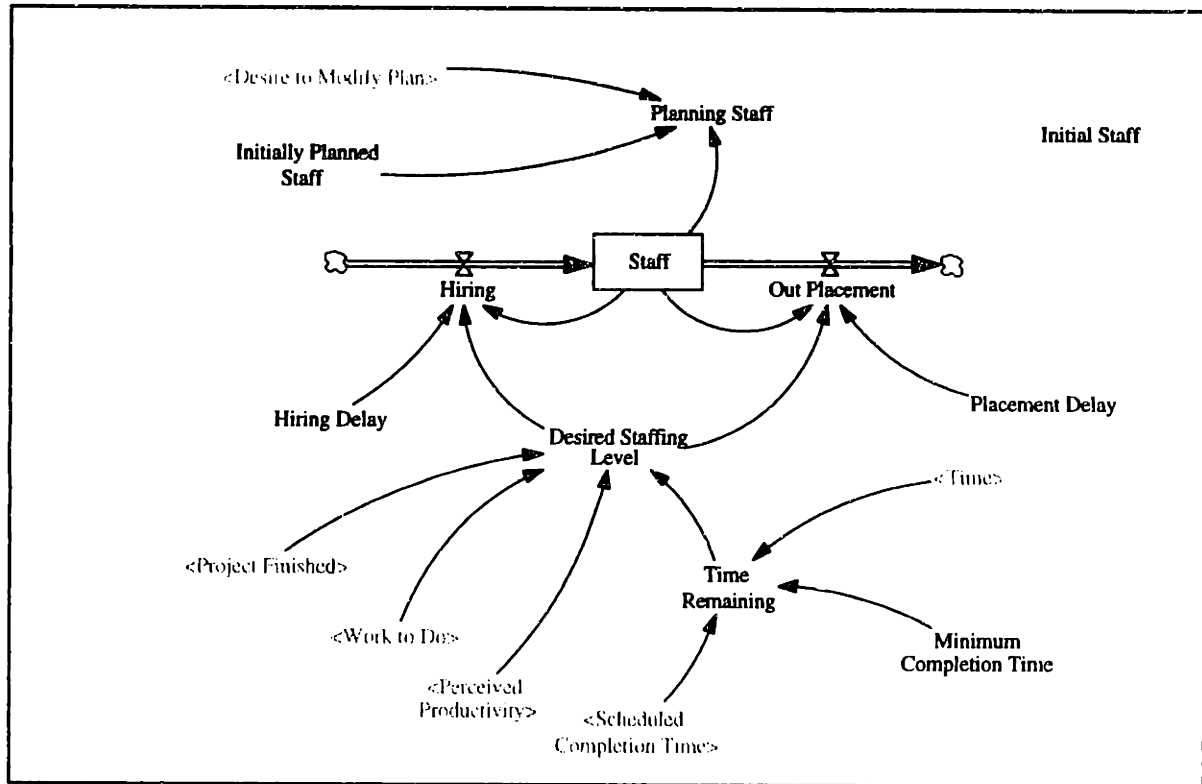 <Desire to Modify Plan>
Planning Staff
Initial Staff
Initially Planned
Staff
Staff
Hiring
Out Placement
Hiring Delay
Placement Delay
Desired Staffing
Level
<Time>
<Project Finished>
Time
Remaining
<Work to Do>
Minimum
Completion Time
<Perceived
Productivity>
<Scheduled
Completion Time>